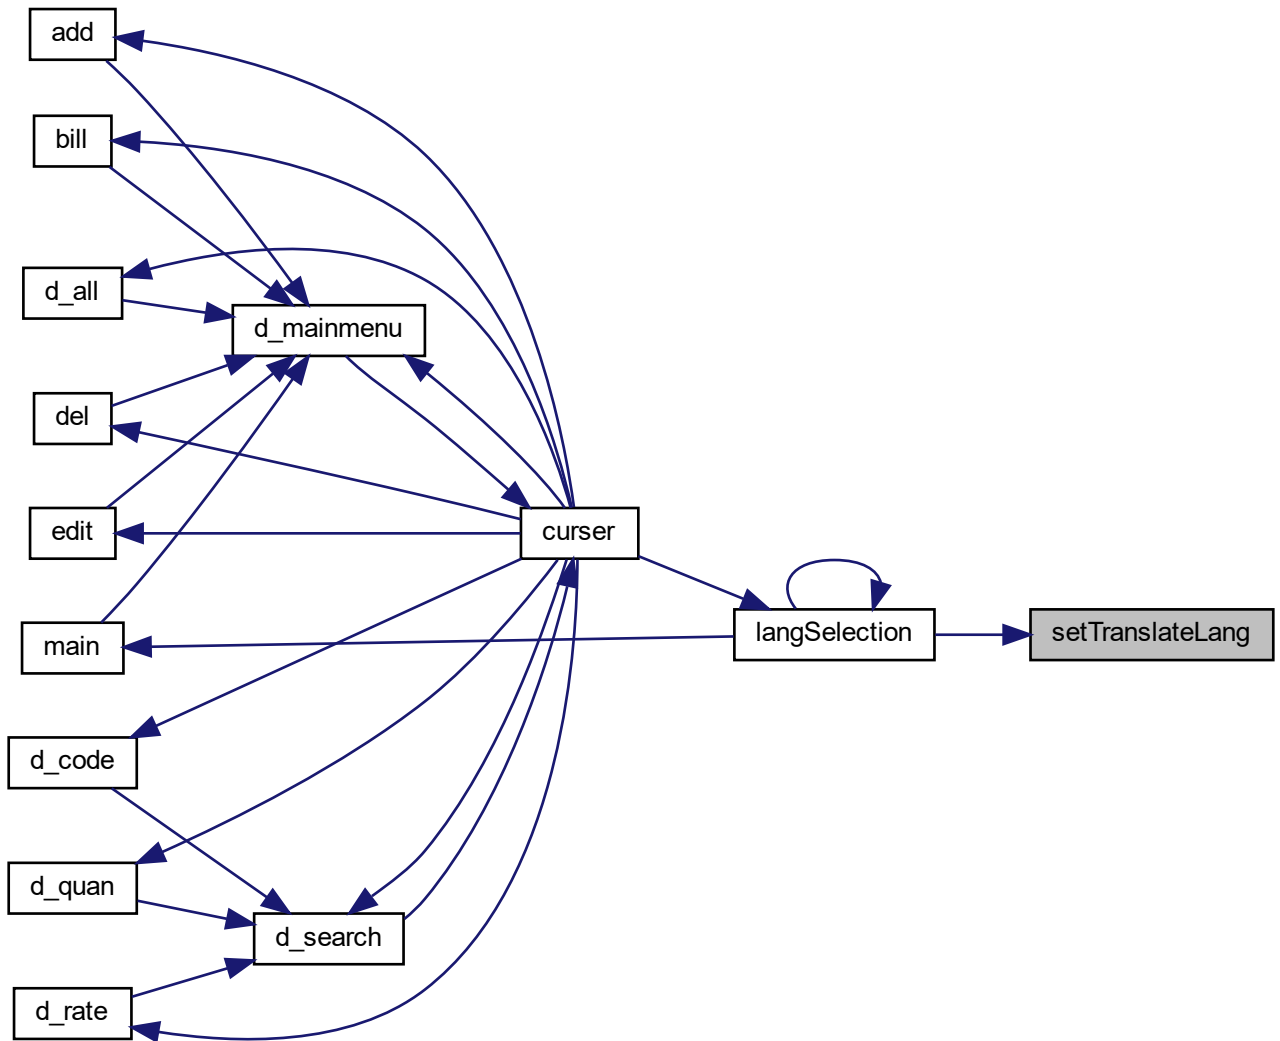 add
bill
d_all
d_mainmenu
del
edit
curser
main
langSelection
setTranslateLang
d_code
d_quan
d_search
d_rate